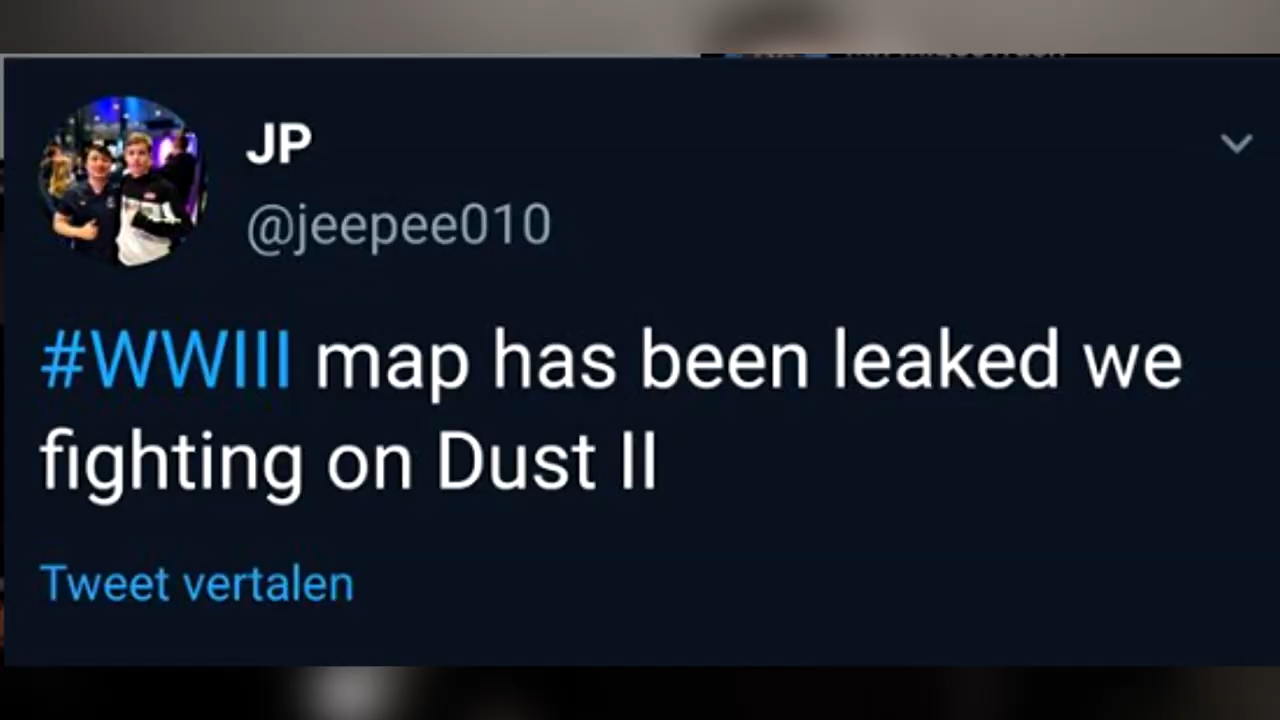 JP
@jeepee010
#WWIII map has been leaked we
fighting on Dust II
Tweet vertalen